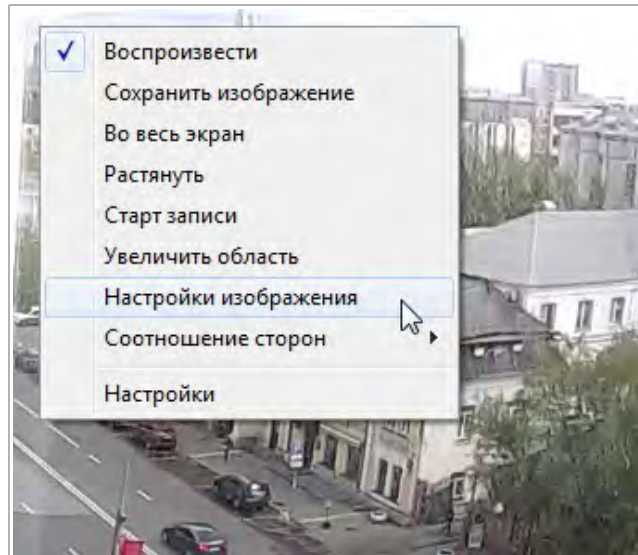 Воспроизвести
Сохранить изображение
Во весь экран
Растянуть
Старт записи
Увеличить область
Настройки изображения
Соотношение сторон
Настройки